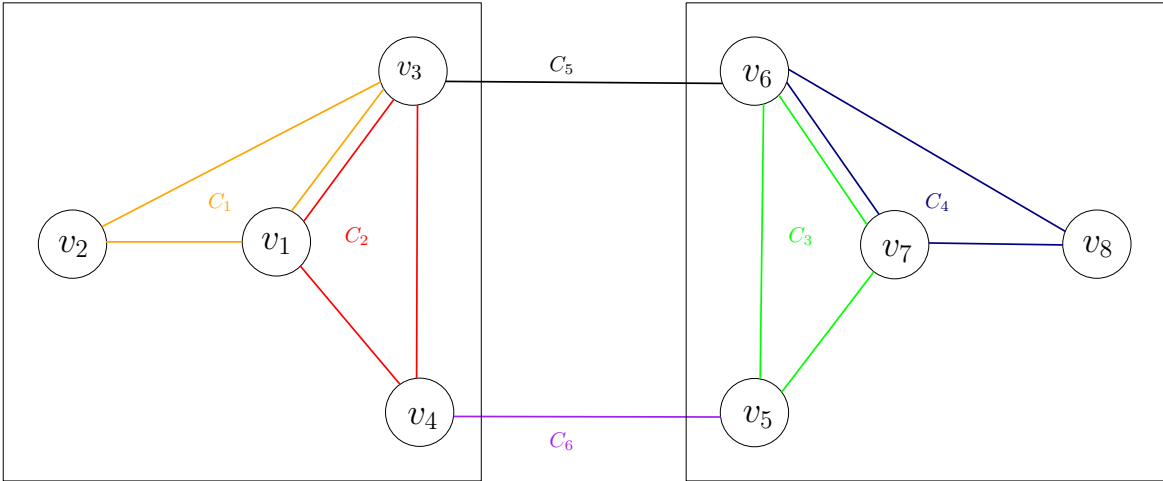 v₃
C₅
v₆
C₁
C₄
C₂
C₃
v₂
v₁
v₇
v₈
v₄
v₅
C₆